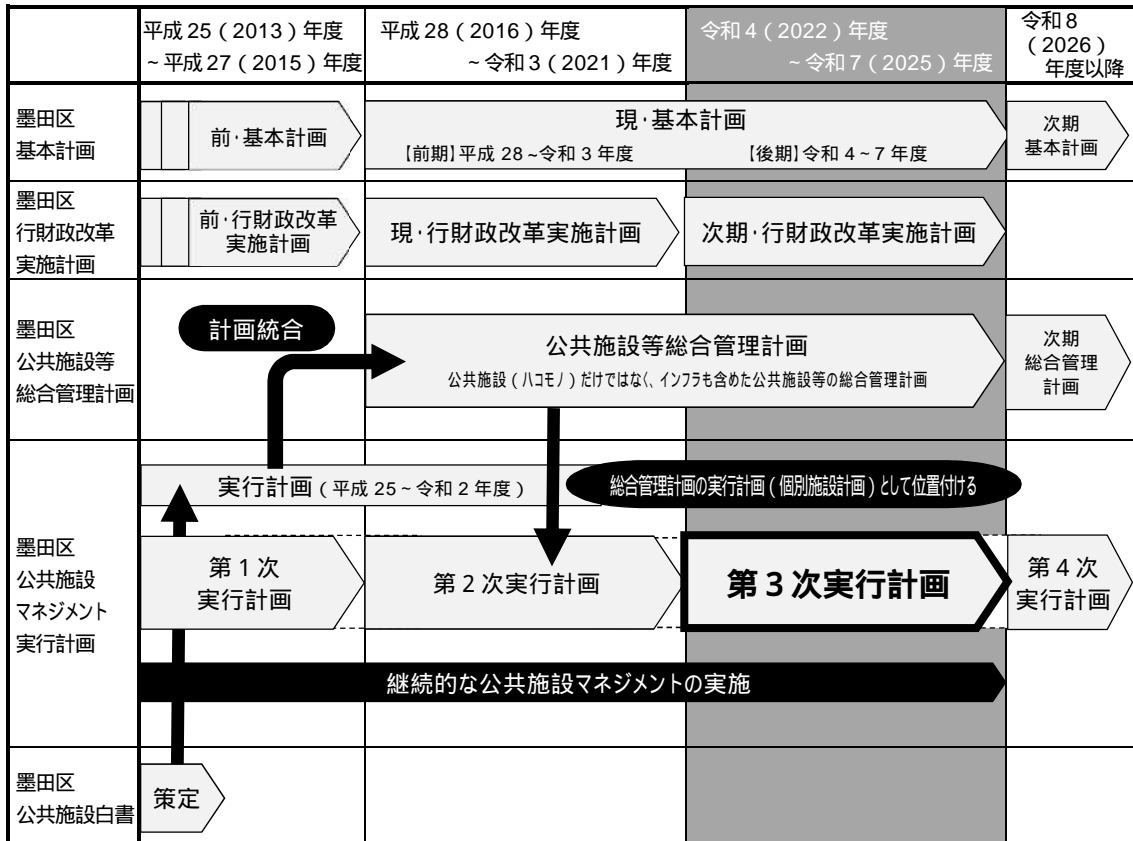 平成25(2013)年度
~平成27(2015)年度
平成28(2016)年度
~令和3(2021)年度
令和4(2022)年度
~令和7(2025)年度
令和8
(2026)
年度以降
墨田区
基本計画
前・基本計画
現・基本計画
【前期】平成28~令和3年度
【後期】令和4~7年度
次期
基本計画
墨田区
行財政改革
実施計画
前・行財政改革
実施計画
現・行財政改革実施計画
次期・行財政改革実施計画
墨田区
公共施設等
総合管理計画
計画統合
公共施設等総合管理計画
公共施設(ハコモノ)だけではなく、インフラも含めた公共施設等の総合管理計画
次期
総合管理
計画
墨田区
公共施設
マネジメント
実行計画
実行計画(平成25~令和2年度)
総合管理計画の実行計画(個別施設計画)として位置付ける
第1次
実行計画
第2次実行計画
第3次実行計画
第4次
実行計画
継続的な公共施設マネジメントの実施
墨田区
公共施設白書
策定